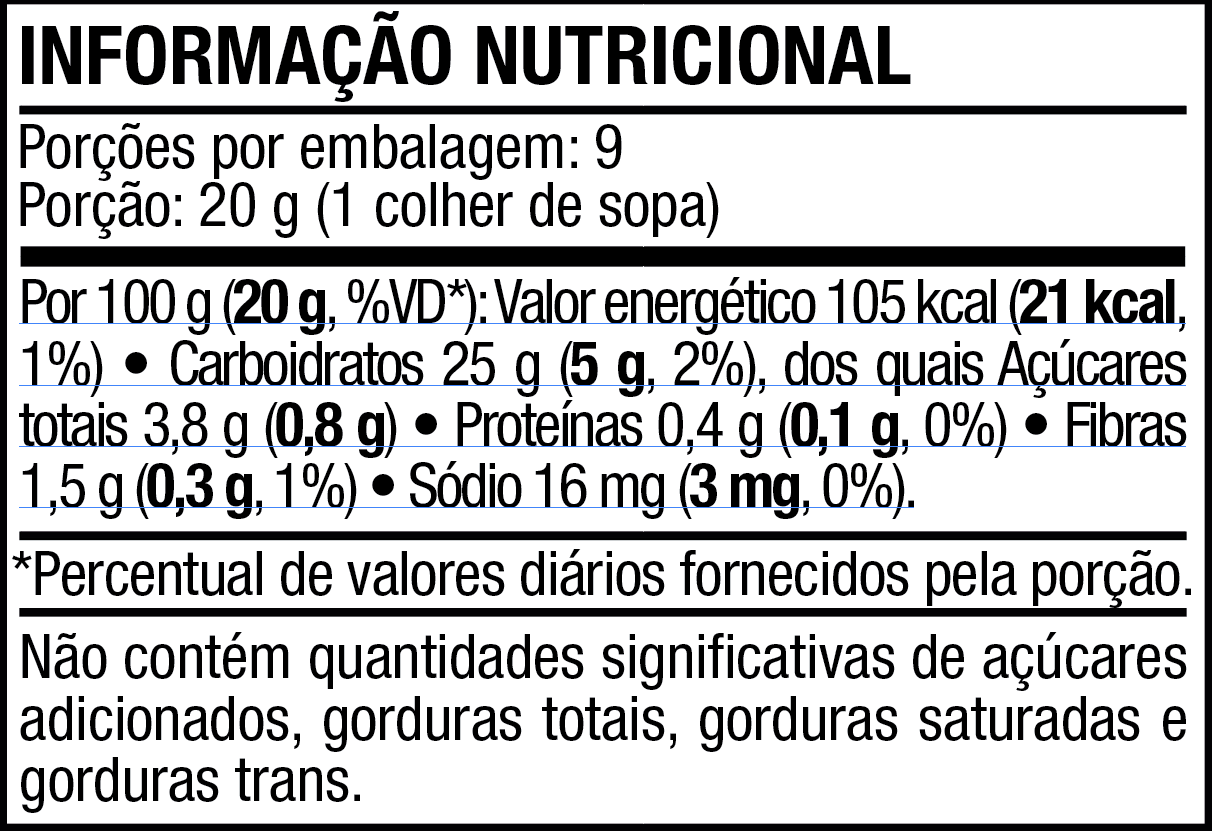 INFORMAÇÃO NUTRICIONAL
Porções por embalagem: 9
Porção: 20 g (1 colher de sopa)
Por 100 g (20 g, %VD*): Valor energético 105 kcal (21 kcal,
1%) • Carboidratos 25 g (5 g, 2%), dos quais Açúcares
totais 3,8 g (0,8 g) • Proteínas 0,4 g (0,1 g, 0%) • Fibras
1,5 g (0,3 g, 1%) • Sódio 16 mg (3 mg, 0%).
*Percentual de valores diários fornecidos pela porção.
Não contém quantidades significativas de açúcares
adicionados, gorduras totais, gorduras saturadas e
gorduras trans.